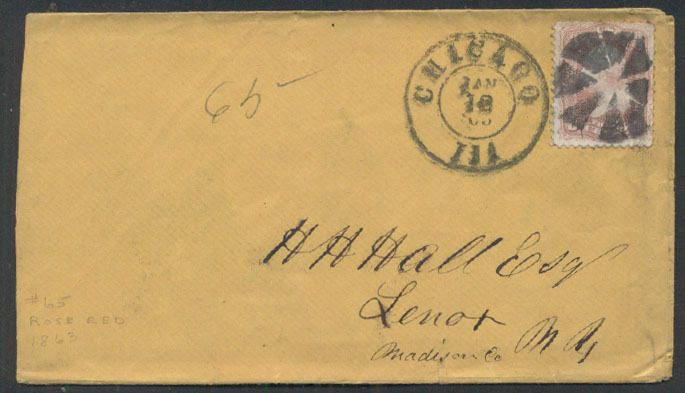 65
CHICAGO
JAN
18
ILL
H H Hall Esq
Lenox
Madison Co N Y
#65
ROSE RED
1863